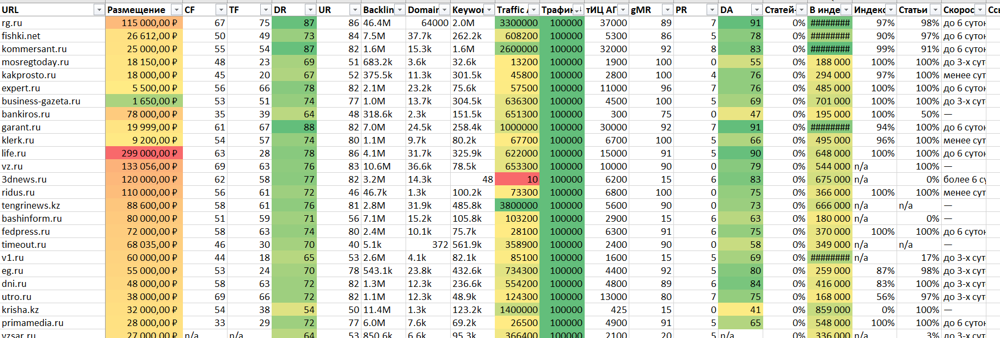 URL Размещение CF TF DR UR Backlin Domain Keywor Traffic Трафик тИЦ АГ gMR PR DA Статей- В инде Индекс Статьи Скорос
rg.ru 115 000,00 ₽ 67 75 87 86 46.4M 64000 2.0M 3300000 100000 37000 89 7 91 0% ######## 97% 98% до 6 суток
fishki.net 26 612,00 ₽ 50 49 73 84 7.5M 37.7k 262.2k 608200 100000 5300 86 5 78 0% ######## 90% 97% до 6 суток
kommersant.ru 25 000,00 ₽ 55 54 87 82 1.6M 15.3k 1.6M 2600000 100000 32000 92 8 83 0% ######## 99% 91% до 6 суток
mosregtoday.ru 18 150,00 ₽ 48 23 69 51 683.2k 3.6k 32.6k 13200 100000 1900 100 0 55 0% 188 000 100% 100% до 3-х сут
kakprosto.ru 18 000,00 ₽ 45 20 67 52 375.5k 11.3k 301.5k 45800 100000 2800 100 4 76 0% 294 000 97% 100% менее сут
expert.ru 5 500,00 ₽ 56 66 78 82 2.1M 23.2k 75.6k 57500 100000 11000 96 7 76 0% 485 000 100% 100% до 6 суток
business-gazeta.ru 1 650,00 ₽ 53 51 74 77 1.0M 13.7k 304.5k 636300 100000 4500 100 5 69 0% 701 000 100% 100% до 3-х сут
bankiros.ru 78 000,00 ₽ 35 39 64 48 318.6k 2.3k 151.5k 651300 100000 300 75 0 47 0% 195 000 100% 50% —
garant.ru 19 999,00 ₽ 61 67 88 82 7.0M 24.5k 258.4k 1000000 100000 30000 92 7 91 0% ######## 94% 100% до 6 суток
klerk.ru 9 200,00 ₽ 54 57 74 80 1.1M 9.7k 80.2k 67700 100000 6700 100 5 66 0% 495 000 96% 100% менее сут
life.ru 299 000,00 ₽ 63 28 78 86 4.1M 31.7k 325.9k 622000 100000 15000 91 5 90 0% 648 000 100% 100% до 6 суток
vz.ru 133 056,00 ₽ 69 63 76 83 10.6M 36.6k 78.5k 653300 100000 10000 90 0 79 0% 544 000 n/a 100% —
3dnews.ru 120 000,00 ₽ 62 58 77 82 3.2M 14.3k 48 10 100000 6200 15 6 83 0% 675 000 n/a 0% более 6 су
ridus.ru 110 000,00 ₽ 56 61 72 46 46.7k 1.3k 100.2k 73300 100000 6800 100 0 75 0% 366 000 100% 100% менее сут
tengrinews.kz 88 600,00 ₽ 58 61 76 81 2.8M 31.9k 485.8k 3800000 100000 5600 90 0 73 0% 666 000 n/a n/a —
bashinform.ru 80 000,00 ₽ 51 59 71 56 7.1M 15.2k 105.8k 103200 100000 2900 15 6 63 0% 180 000 n/a 0% —
fedpress.ru 72 000,00 ₽ 58 63 74 80 2.4M 10.1k 75.7k 28100 100000 6300 91 6 75 0% 370 000 100% 100% до 6 суток
timeout.ru 68 035,00 ₽ 46 30 70 40 5.1k 372 561.9k 358900 100000 2400 90 0 58 0% 349 000 n/a n/a —
v1.ru 60 000,00 ₽ 44 18 65 53 2.6M 4.1k 82.1k 85100 100000 1600 15 5 69 0% ######## n/a 17% до 3-х сут
eg.ru 55 000,00 ₽ 53 24 70 78 543.1k 23.8k 432.6k 734300 100000 4400 92 5 80 0% 259 000 87% 98% до 3-х сут
dni.ru 48 000,00 ₽ 58 63 72 82 1.3M 12.3k 236.6k 554200 100000 4800 89 6 84 0% 416 000 83% 100% до 3-х сут
utro.ru 38 000,00 ₽ 69 66 72 82 1.1M 12.3k 48.9k 124300 100000 13000 80 7 75 0% 168 000 56% 97% до 3-х сут
krisha.kz 32 000,00 ₽ 54 38 54 50 11.4M 1.3k 123.2k 1400000 100000 425 15 0 41 0% 859 000 0% 100% —
primamedia.ru 28 000,00 ₽ 33 29 72 77 6.0M 7.6k 69.2k 26500 100000 4900 91 5 65 0% 548 000 100% 100% до 6 суток
vzsar.ru 27 000,00 ₽ n/a n/a 64 53 850.6k 6.6k 95.3k 366400 100000 2100 20 5 n/a 0% 336 000 n/a 3% до 3-х сут